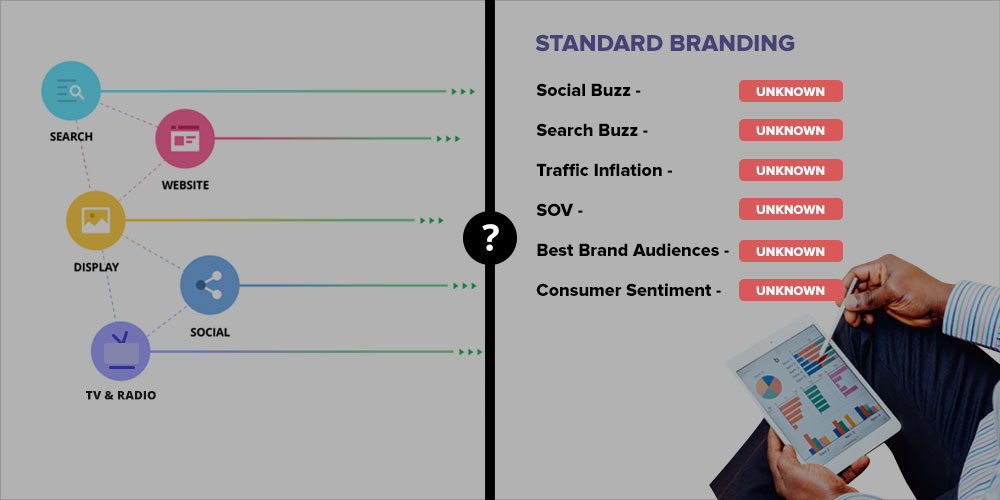 SEARCH
WEBSITE
DISPLAY
SOCIAL
TV & RADIO
?
STANDARD BRANDING
Social Buzz - UNKNOWN
Search Buzz - UNKNOWN
Traffic Inflation - UNKNOWN
SOV - UNKNOWN
Best Brand Audiences - UNKNOWN
Consumer Sentiment - UNKNOWN